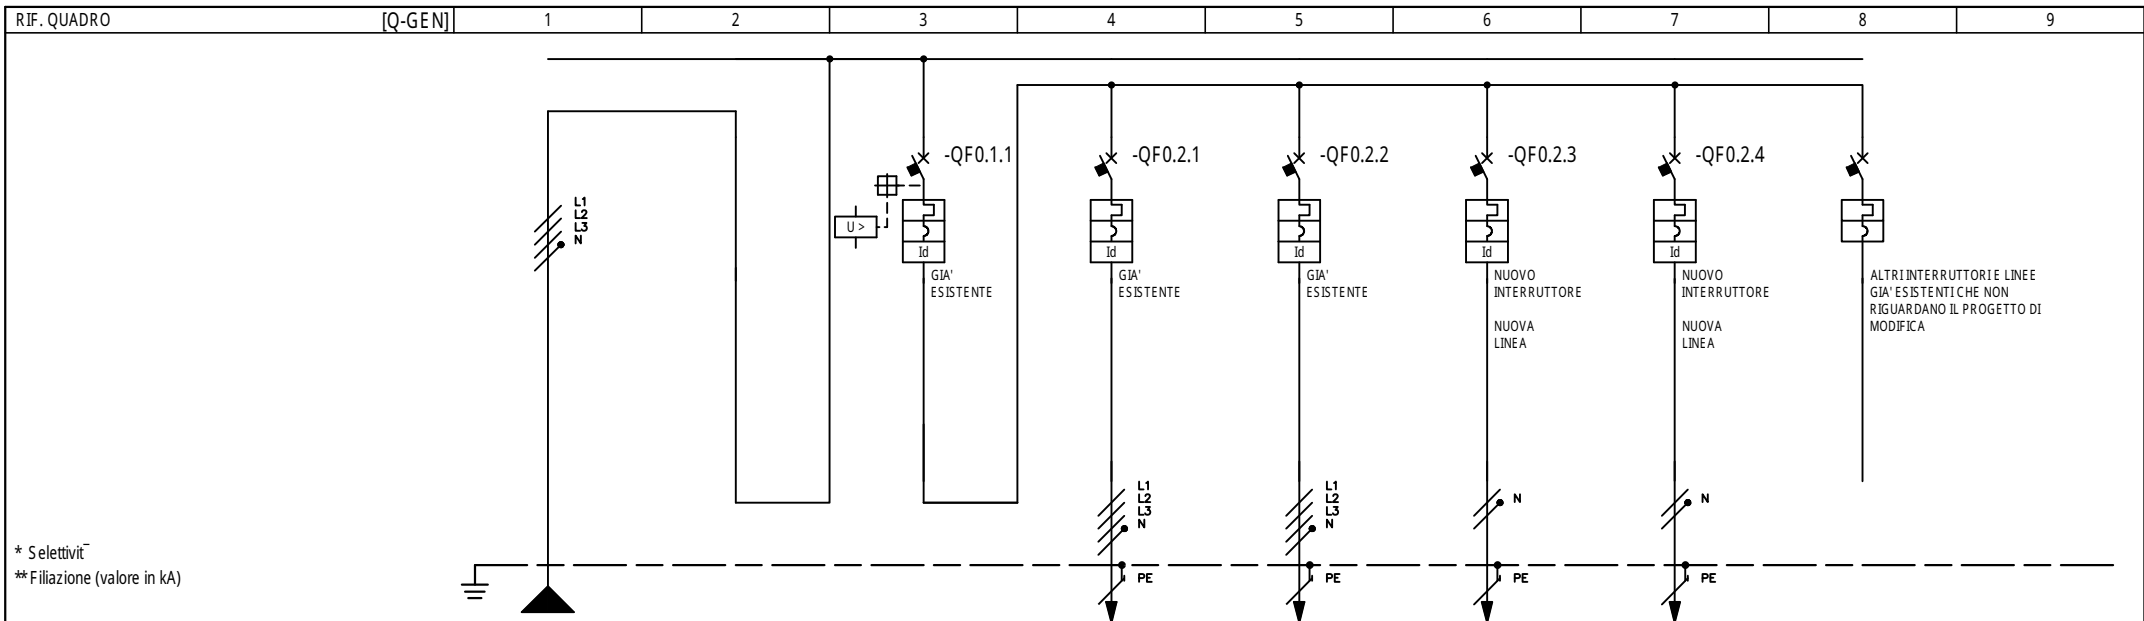 RIF. QUADRO [Q-GEN] 1 2 3 4 5 6 7 8 9
-QF0.1.1 -QF0.2.1 -QF0.2.2 -QF0.2.3 -QF0.2.4
L1
L2
L3
N
U >
Id Id Id Id Id
GIA'
ESISTENTE
GIA'
ESISTENTE
GIA'
ESISTENTE
NUOVO
INTERRUTTORE
NUOVA
LINEA
NUOVO
INTERRUTTORE
NUOVA
LINEA
ALTRI INTERRUTTORI E LINEE
GIA' ESISTENTI CHE NON
RIGUARDANO IL PROGETTO DI
MODIFICA
L1
L2
L3
N
L1
L2
L3
N
N
N
PE PE PE PE
* Selettivit¯
** Filiazione (valore in kA)